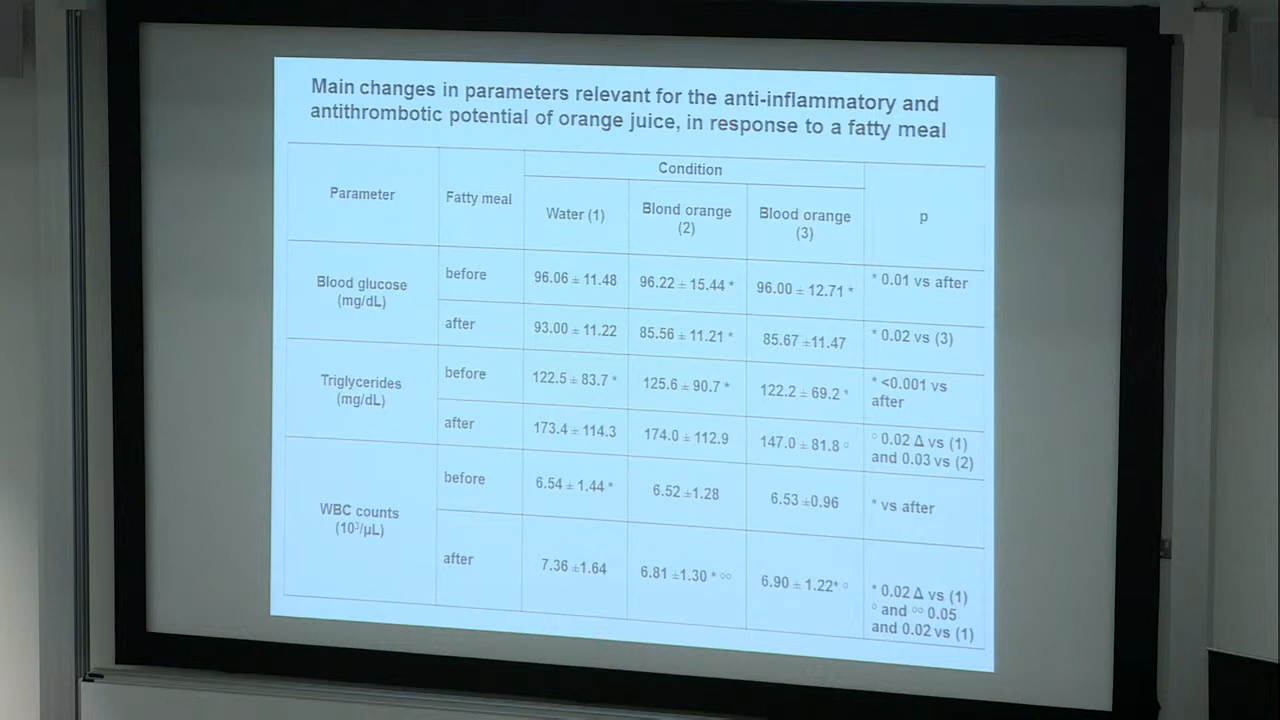 Main changes in parameters relevant for the anti-inflammatory and
antithrombotic potential of orange juice, in response to a fatty meal
Parameter
Fatty meal
Condition
p
Water (1)
Blond orange
(2)
Blood orange
(3)
Blood glucose
(mg/dL)
before
96.06 ± 11.48
96.22 ± 15.44 *
96.00 ± 12.71 *
* 0.01 vs after
after
93.00 ± 11.22
85.56 ± 11.21 *
85.67 ±11.47
* 0.02 vs (3)
Triglycerides
(mg/dL)
before
122.5 ± 83.7 *
125.6 ± 90.7 *
122.2 ± 69.2 *
* <0.001 vs
after
after
173.4 ± 114.3
174.0 ± 112.9
147.0 ± 81.8 °
° 0.02 Δ vs (1)
and 0.03 vs (2)
WBC counts
(10³/µL)
before
6.54 ± 1.44 *
6.52 ±1.28
6.53 ±0.96
* vs after
after
7.36 ±1.64
6.81 ±1.30 * °°
6.90 ± 1.22* °
* 0.02 Δ vs (1)
° and °° 0.05
and 0.02 vs (1)